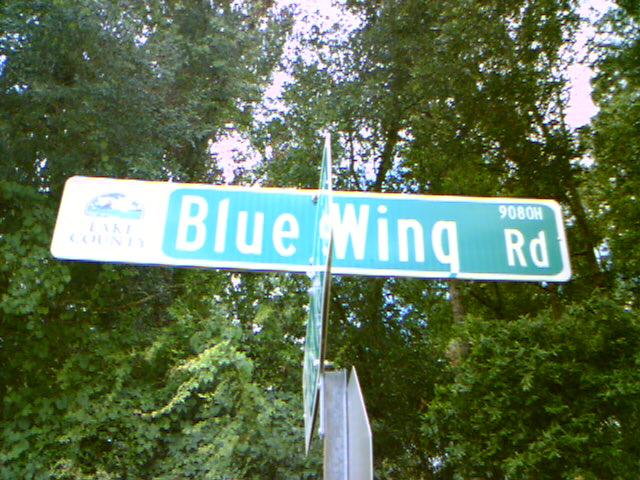 LAKE
COUNTY
Blue Wing Rd
9080H